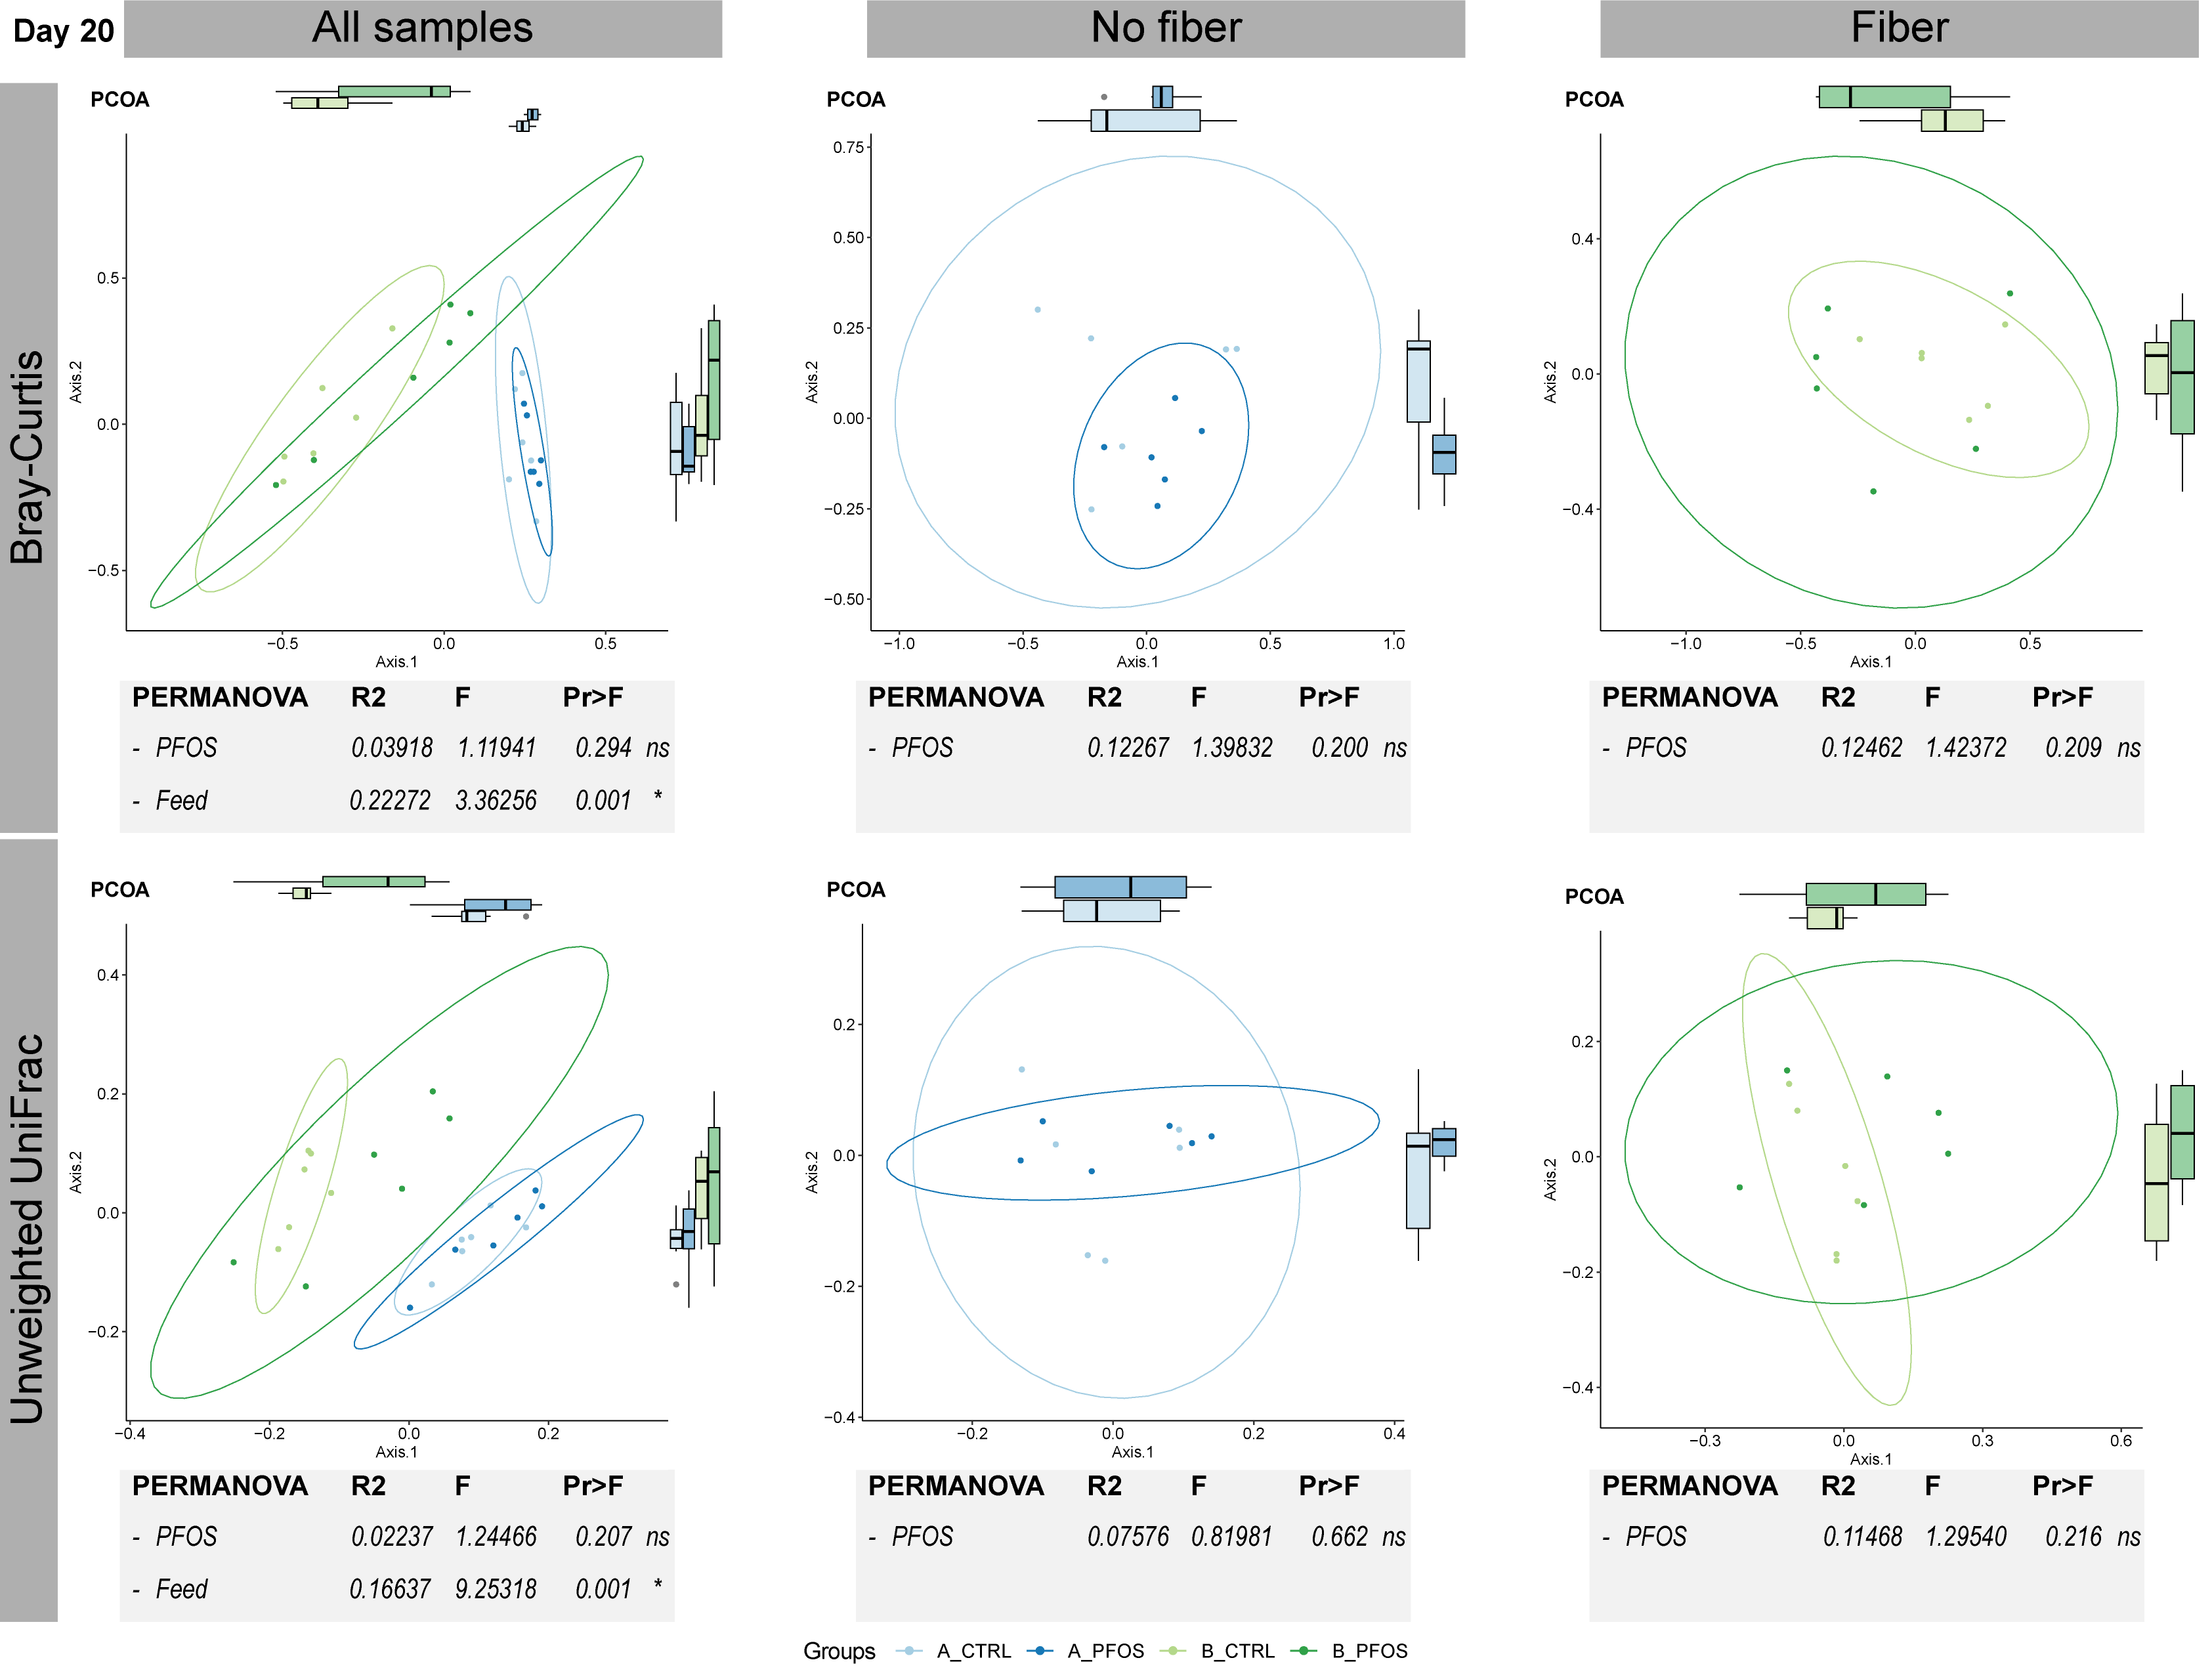 Day 20
All samples
No fiber
Fiber
Bray-Curtis
PCOA
0.5
0.0
−0.5
Axis.2
−0.5 0.0 0.5
Axis.1
PCOA
0.75
0.50
0.25
0.00
−0.25
−0.50
Axis.2
−1.0 −0.5 0.0 0.5 1.0
Axis.1
PCOA
0.4
0.0
−0.4
Axis.2
−1.0 −0.5 0.0 0.5
Axis.1
PERMANOVA R2 F Pr>F
- PFOS 0.03918 1.11941 0.294 ns
- Feed 0.22272 3.36256 0.001 *
PERMANOVA R2 F Pr>F
- PFOS 0.12267 1.39832 0.200 ns
PERMANOVA R2 F Pr>F
- PFOS 0.12462 1.42372 0.209 ns
Unweighted UniFrac
PCOA
0.4
0.2
0.0
−0.2
Axis.2
−0.4 −0.2 0.0 0.2
Axis.1
PCOA
0.2
0.0
−0.2
−0.4
Axis.2
−0.2 0.0 0.2 0.4
Axis.1
PCOA
0.2
0.0
−0.2
−0.4
Axis.2
−0.3 0.0 0.3 0.6
Axis.1
PERMANOVA R2 F Pr>F
- PFOS 0.02237 1.24466 0.207 ns
- Feed 0.16637 9.25318 0.001 *
PERMANOVA R2 F Pr>F
- PFOS 0.07576 0.81981 0.662 ns
PERMANOVA R2 F Pr>F
- PFOS 0.11468 1.29540 0.216 ns
Groups A_CTRL A_PFOS B_CTRL B_PFOS